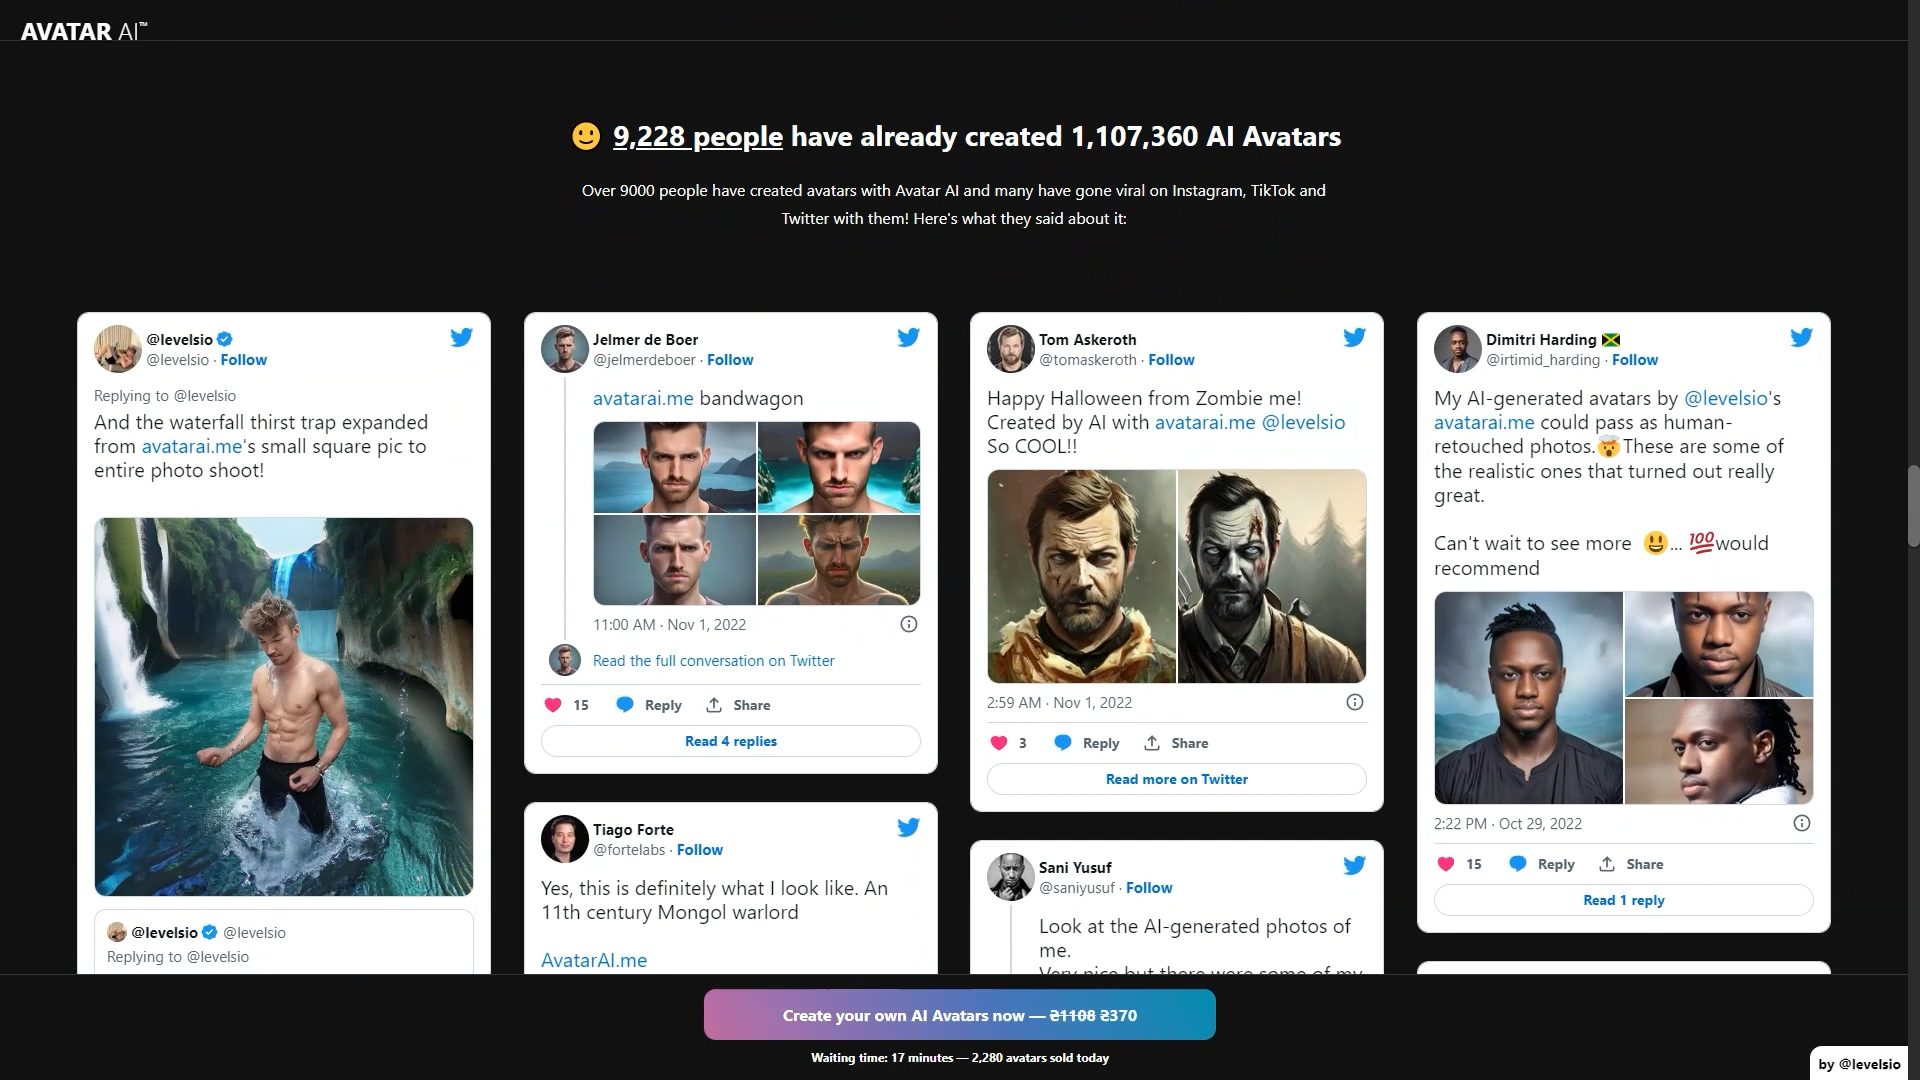 AVATAR AI™
9,228 people have already created 1,107,360 AI Avatars
Over 9000 people have created avatars with Avatar AI and many have gone viral on Instagram, TikTok and
Twitter with them! Here's what they said about it:
@levelsio
@levelsio · Follow
Replying to @levelsio
And the waterfall thirst trap expanded
from avatarai.me's small square pic to
entire photo shoot!
@levelsio @levelsio
Replying to @levelsio
Jelmer de Boer
@jelmerdeboer · Follow
avatarai.me bandwagon
11:00 AM · Nov 1, 2022
Read the full conversation on Twitter
15 Reply Share
Read 4 replies
Tiago Forte
@fortelabs · Follow
Yes, this is definitely what I look like. An
11th century Mongol warlord
AvatarAI.me
Tom Askeroth
@tomaskeroth · Follow
Happy Halloween from Zombie me!
Created by AI with avatarai.me @levelsio
So COOL!!
2:59 AM · Nov 1, 2022
3 Reply Share
Read more on Twitter
Sani Yusuf
@saniyusuf · Follow
Look at the AI-generated photos of
me.
Very nice but there were some of my
Dimitri Harding 🇯🇲
@irtimid_harding · Follow
My AI-generated avatars by @levelsio's
avatarai.me could pass as human-
retouched photos.🤯These are some of
the realistic ones that turned out really
great.
Can't wait to see more 😃... 💯would
recommend
2:22 PM · Oct 29, 2022
15 Reply Share
Read 1 reply
Create your own AI Avatars now — ₴1108 ₴370
Waiting time: 17 minutes — 2,280 avatars sold today
by @levelsio